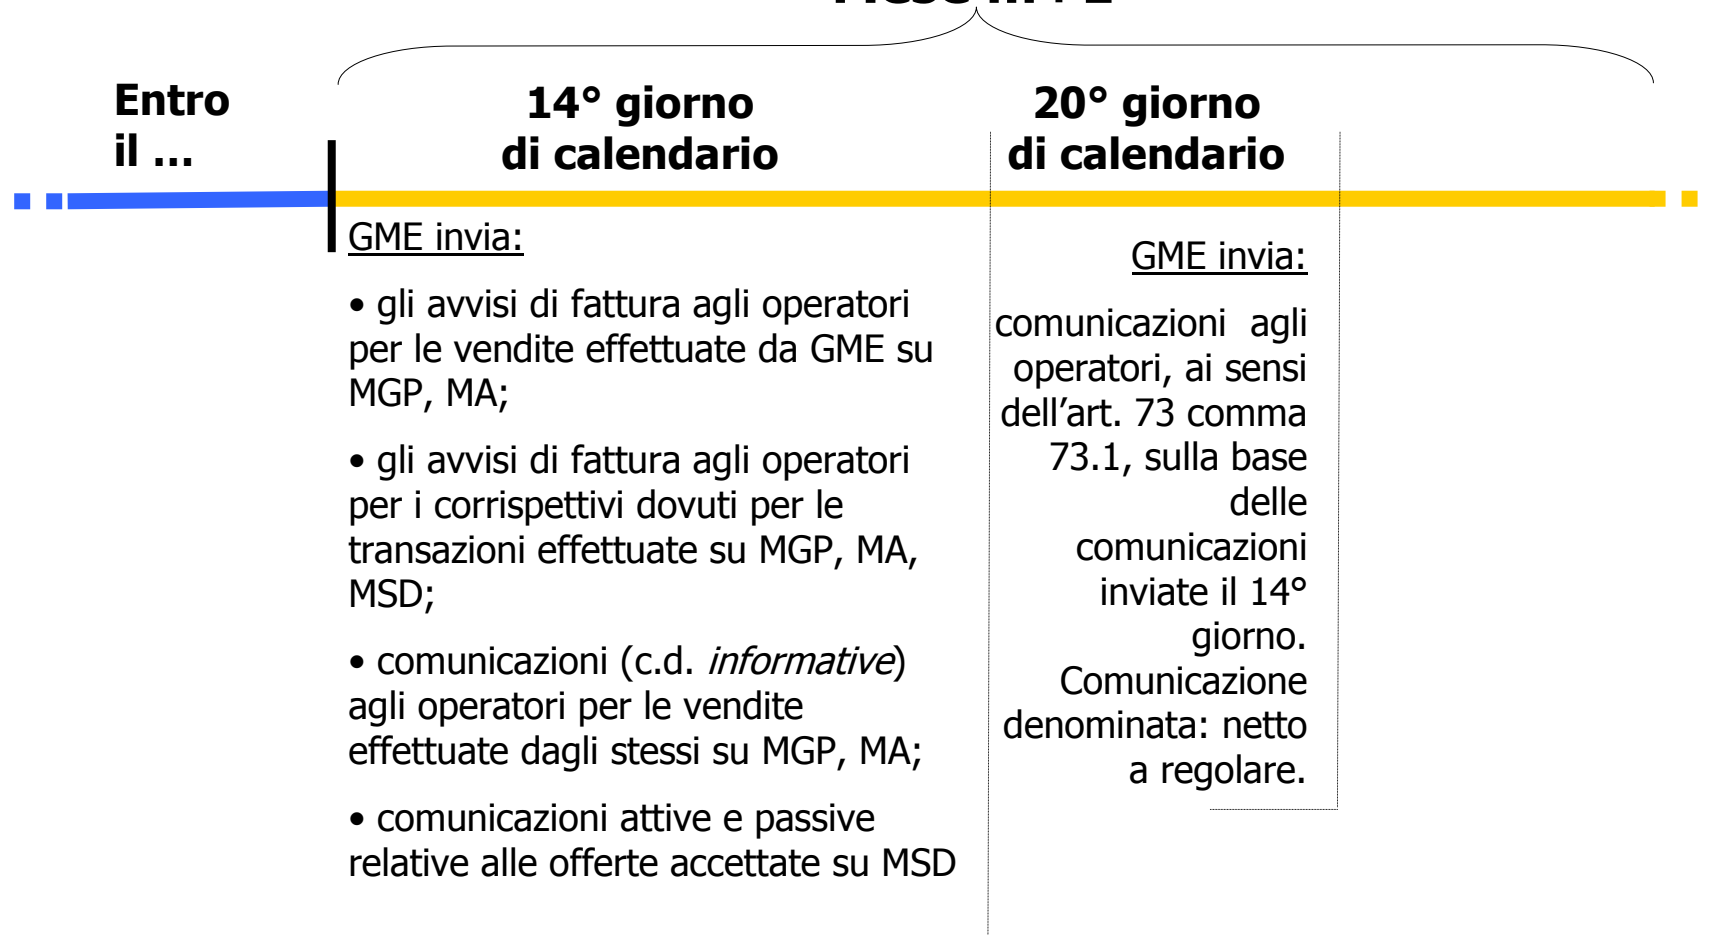 Entro
il ...
14° giorno
di calendario
20° giorno
di calendario
GME invia:
• gli avvisi di fattura agli operatori
per le vendite effettuate da GME su
MGP, MA;
• gli avvisi di fattura agli operatori
per i corrispettivi dovuti per le
transazioni effettuate su MGP, MA,
MSD;
• comunicazioni (c.d. informative)
agli operatori per le vendite
effettuate dagli stessi su MGP, MA;
• comunicazioni attive e passive
relative alle offerte accettate su MSD
GME invia:
comunicazioni agli
operatori, ai sensi
dell’art. 73 comma
73.1, sulla base
delle
comunicazioni
inviate il 14°
giorno.
Comunicazione
denominata: netto
a regolare.